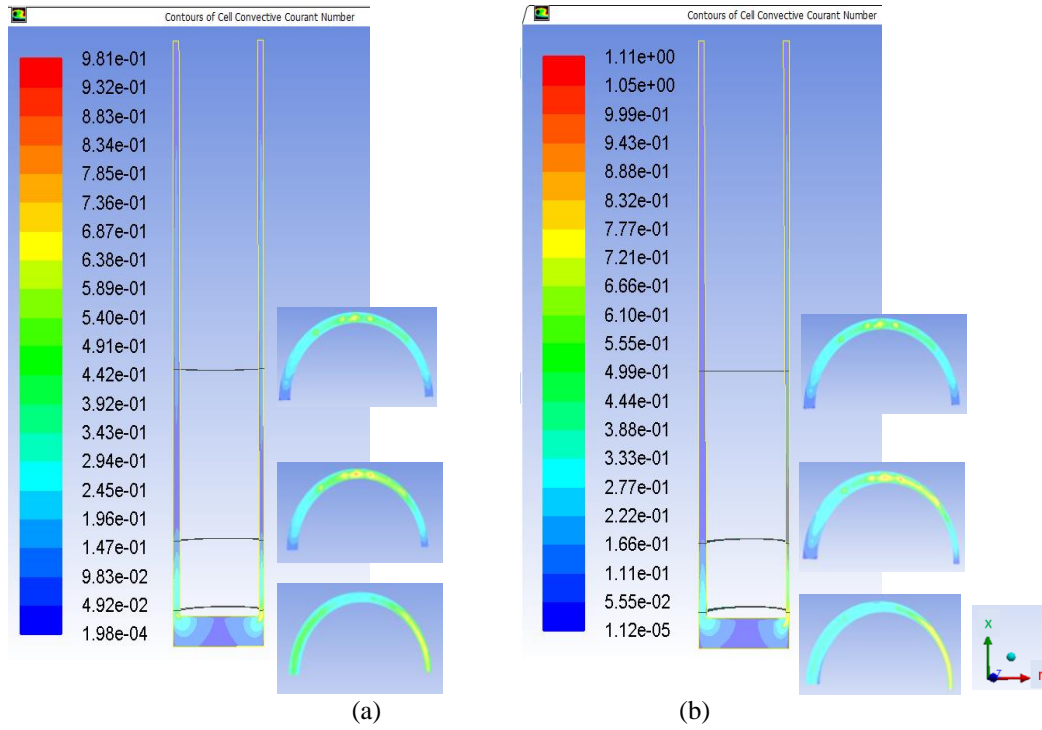 Contours of Cell Convective Courant Number
9.81e-01
9.32e-01
8.83e-01
8.34e-01
7.85e-01
7.36e-01
6.87e-01
6.38e-01
5.89e-01
5.40e-01
4.91e-01
4.42e-01
3.92e-01
3.43e-01
2.94e-01
2.45e-01
1.96e-01
1.47e-01
9.83e-02
4.92e-02
1.98e-04
(a)
Contours of Cell Convective Courant Number
1.11e+00
1.05e+00
9.99e-01
9.43e-01
8.88e-01
8.32e-01
7.77e-01
7.21e-01
6.66e-01
6.10e-01
5.55e-01
4.99e-01
4.44e-01
3.88e-01
3.33e-01
2.77e-01
2.22e-01
1.66e-01
1.11e-01
5.55e-02
1.12e-05
X
Z
r
(b)